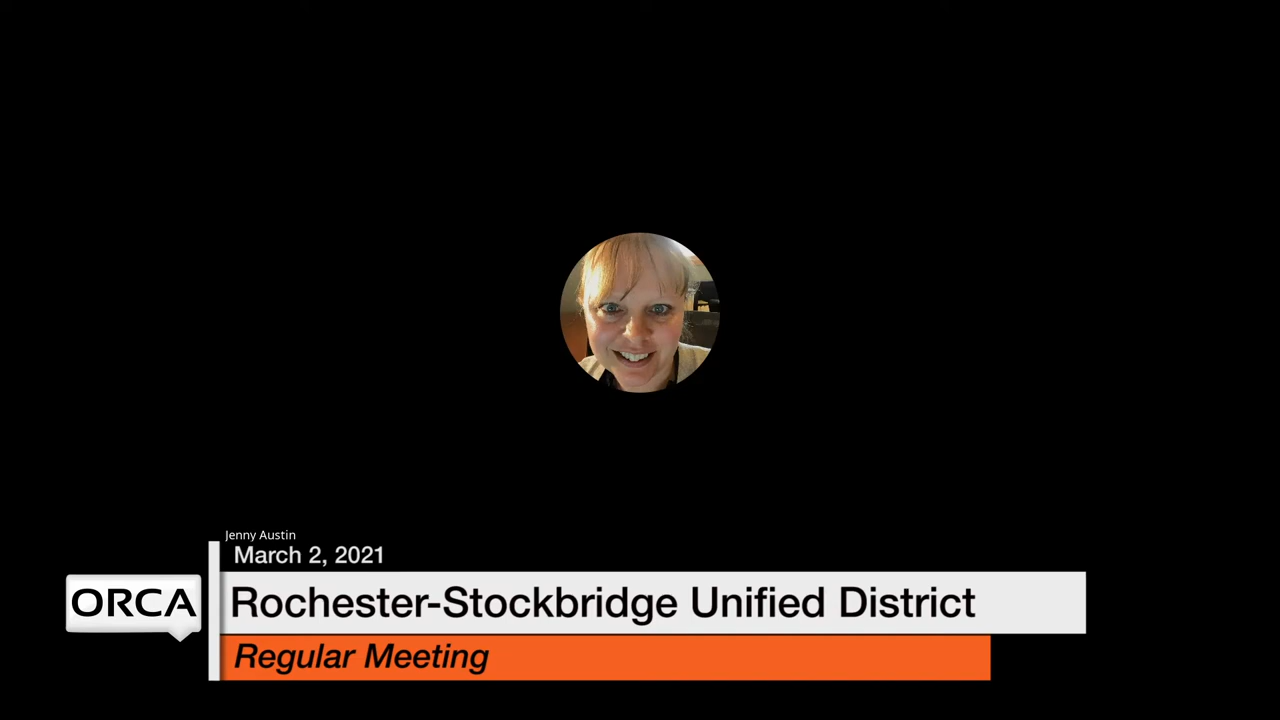 Jenny Austin
March 2, 2021
ORCA
Rochester-Stockbridge Unified District
Regular Meeting